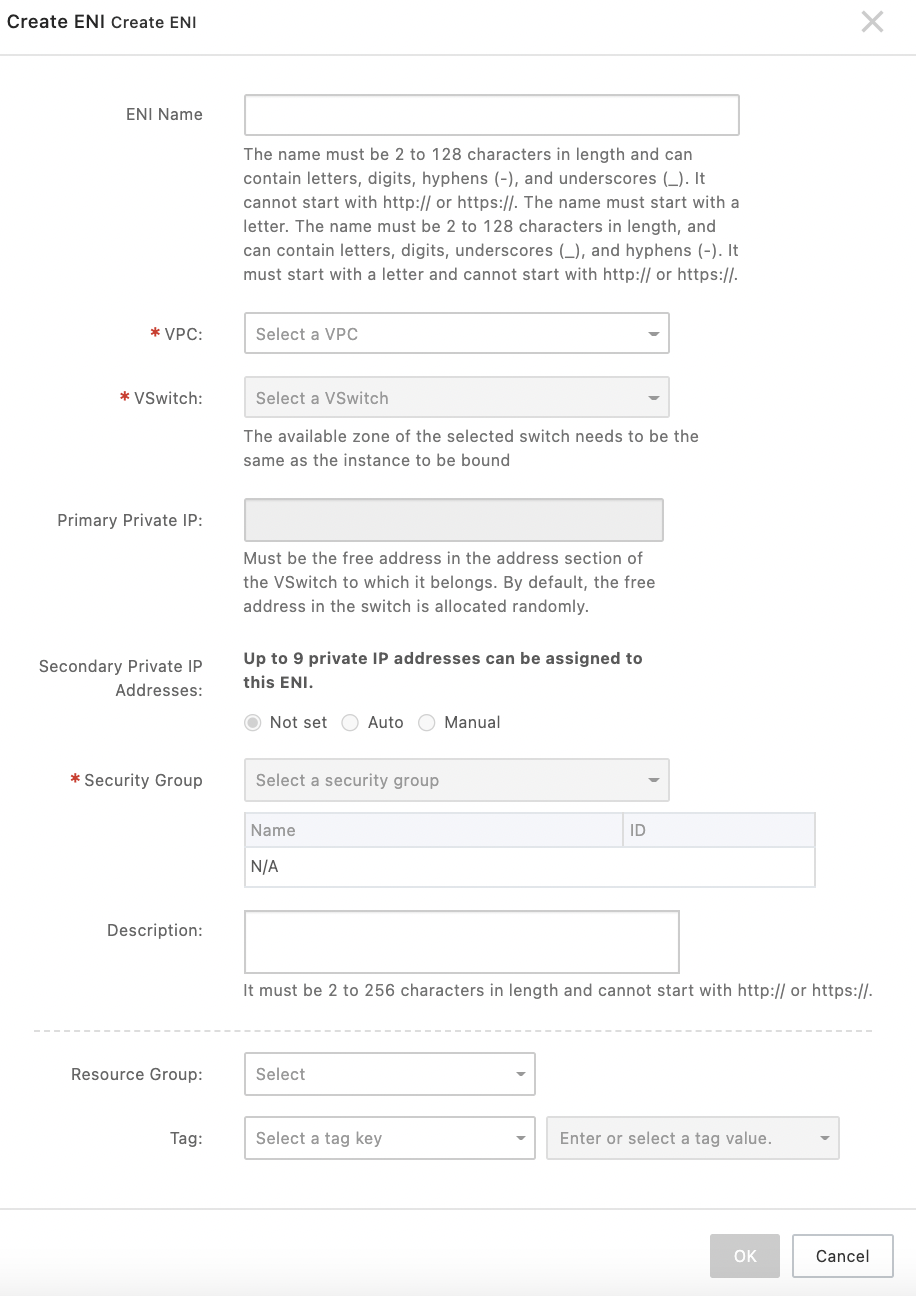 Create ENI Create ENI
ENI Name
The name must be 2 to 128 characters in length and can
contain letters, digits, hyphens (-), and underscores (_). It
cannot start with http:// or https://. The name must start with a
letter. The name must be 2 to 128 characters in length, and
can contain letters, digits, underscores (_), and hyphens (-). It
must start with a letter and cannot start with http:// or https://.
* VPC: Select a VPC
* VSwitch: Select a VSwitch
The available zone of the selected switch needs to be the
same as the instance to be bound
Primary Private IP:
Must be the free address in the address section of
the VSwitch to which it belongs. By default, the free
address in the switch is allocated randomly.
Secondary Private IP
Addresses:
Up to 9 private IP addresses can be assigned to
this ENI.
Not set Auto Manual
* Security Group Select a security group
Name ID
N/A
Description:
It must be 2 to 256 characters in length and cannot start with http:// or https://.
Resource Group: Select
Tag: Select a tag key Enter or select a tag value.
OK Cancel